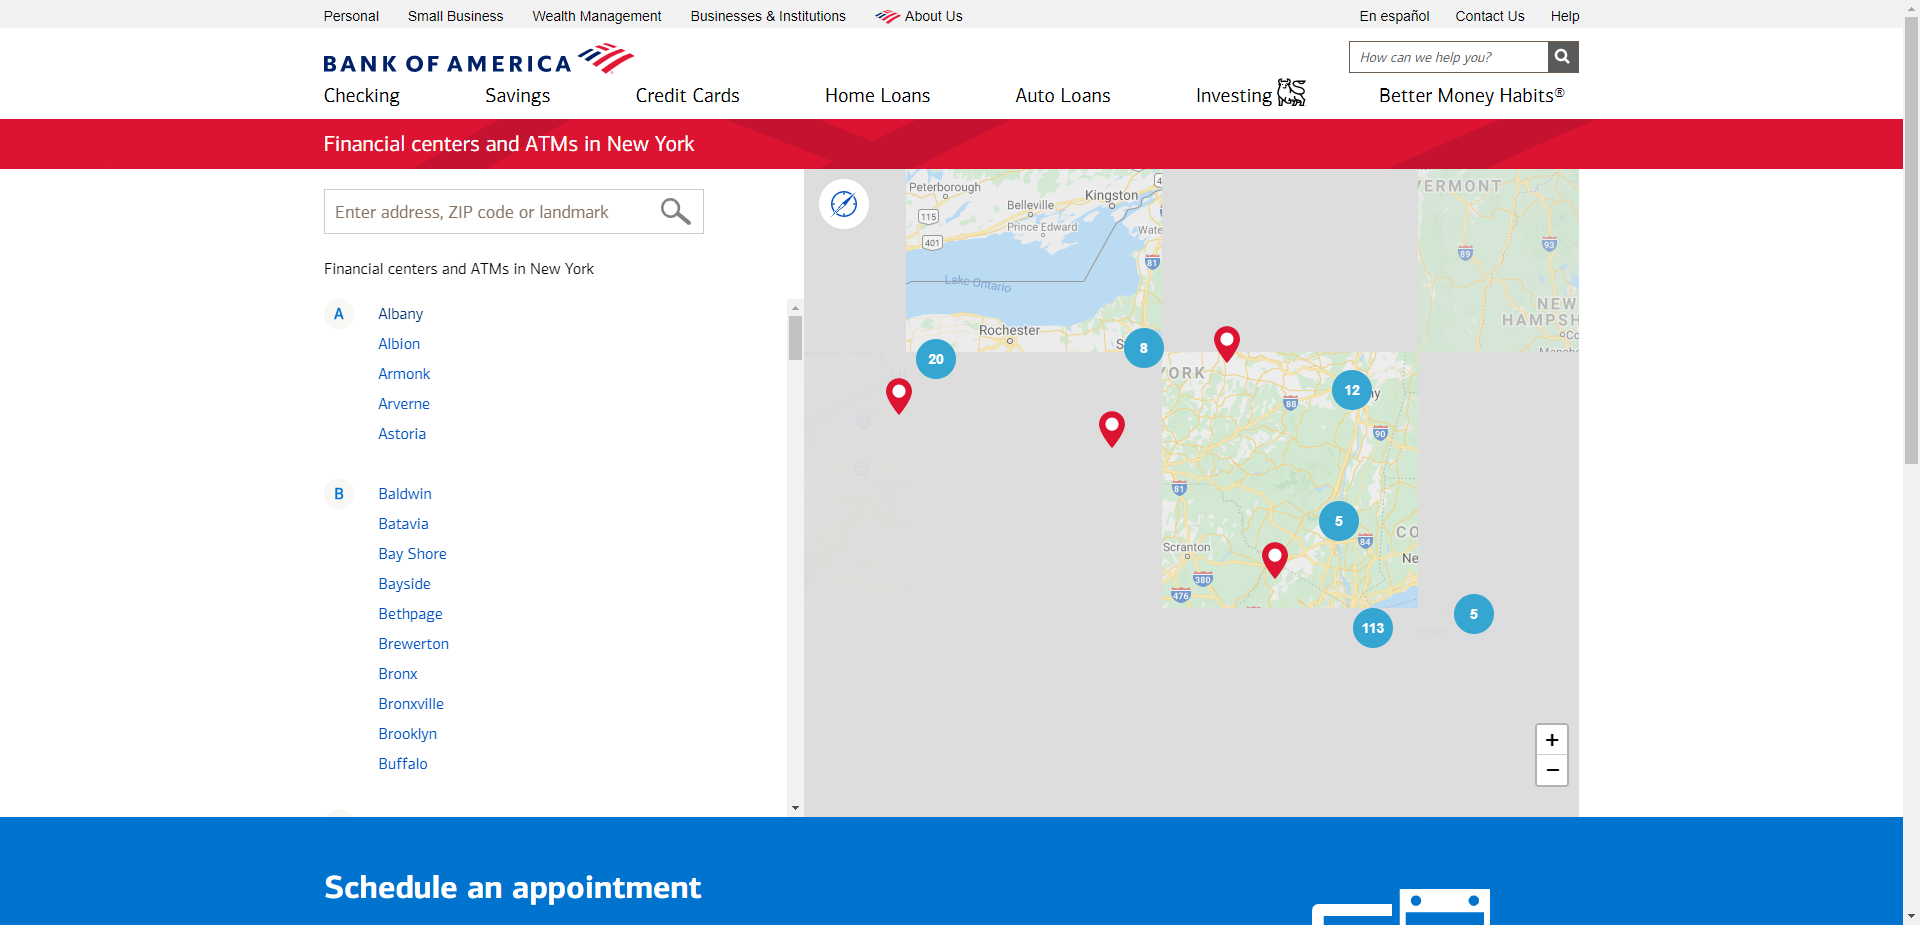 Personal
Small Business
Wealth Management
Businesses & Institutions
About Us
En español
Contact Us
Help
BANK OF AMERICA
How can we help you?
Checking
Savings
Credit Cards
Home Loans
Auto Loans
Investing
Better Money Habits®
Financial centers and ATMs in New York
Enter address, ZIP code or landmark
Financial centers and ATMs in New York
A
Albany
Albion
Armonk
Arverne
Astoria
B
Baldwin
Batavia
Bay Shore
Bayside
Bethpage
Brewerton
Bronx
Bronxville
Brooklyn
Buffalo
Peterborough
Kingston
4
Belleville
115
Prince Edward
Wate
401
81
Lake Ontario
Rochester
S
20
8
VERMONT
93
89
NEW
HAMPSH
Co
Manche
YORK
12
ny
88
90
81
5
CO
84
Scranton
Ne
380
476
113
5
+
−
Schedule an appointment